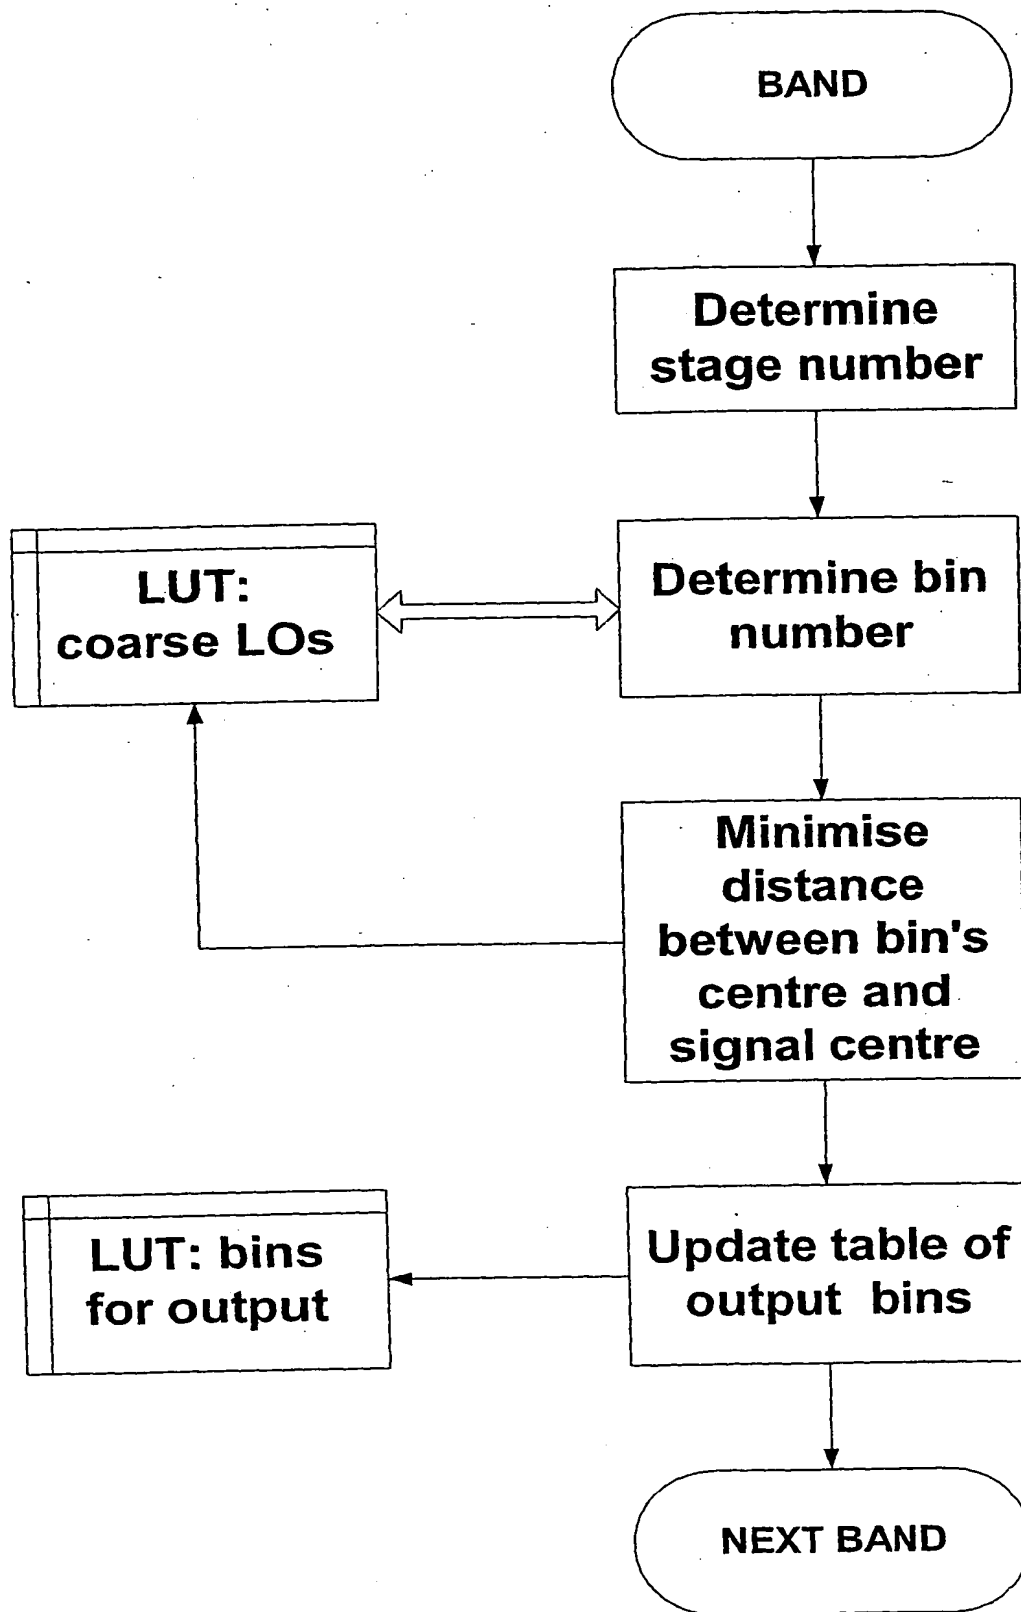 BAND
Determine
stage number
LUT:
coarse LOs
Determine bin
number
Minimise
distance
between bin's
centre and
signal centre
LUT: bins
for output
Update table of
output bins
NEXT BAND